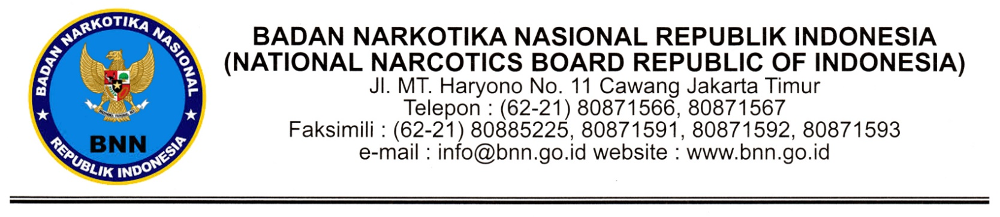 BADAN NARKOTIKA NASIONAL
REPUBLIK INDONESIA
BNN
BADAN NARKOTIKA NASIONAL REPUBLIK INDONESIA
(NATIONAL NARCOTICS BOARD REPUBLIC OF INDONESIA)
Jl. MT. Haryono No. 11 Cawang Jakarta Timur
Telepon : (62-21) 80871566, 80871567
Faksimili : (62-21) 80885225, 80871591, 80871592, 80871593
e-mail : info@bnn.go.id website : www.bnn.go.id